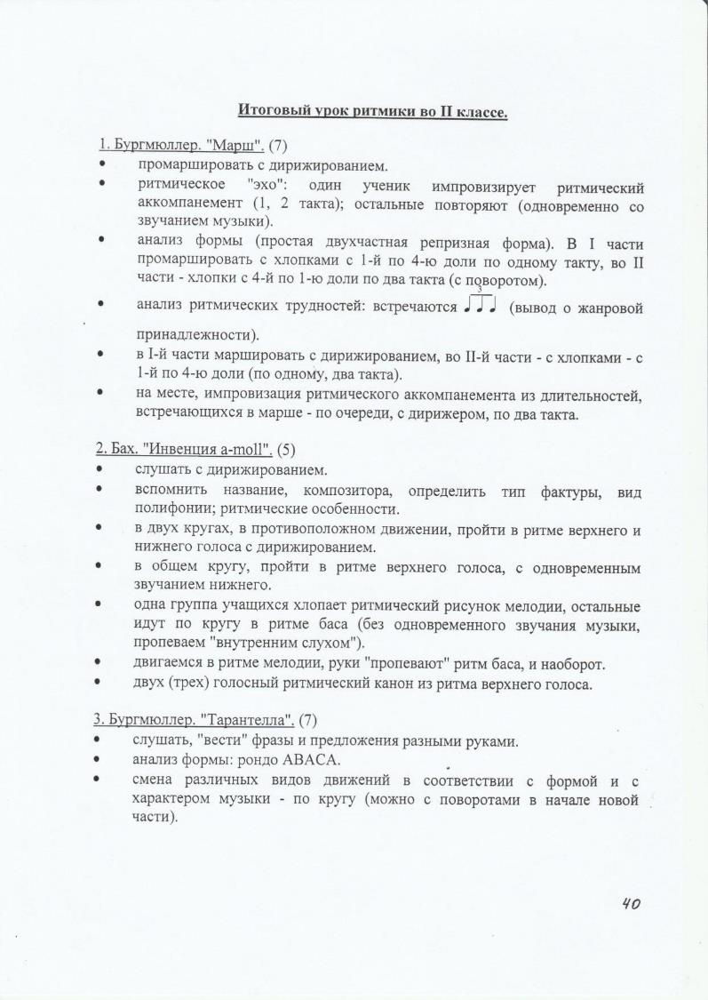 Итоговый урок ритмики во II классе.
1. Бургмюллер. "Марш". (7)
• промаршировать с дирижированием.
• ритмическое "эхо": один ученик импровизирует ритмический
аккомпанемент (1, 2 такта); остальные повторяют (одновременно со
звучанием музыки).
• анализ формы (простая двухчастная репризная форма). В I части
промаршировать с хлопками с 1-й по 4-ю доли по одному такту, во II
части - хлопки с 4-й по 1-ю доли по два такта (с поворотом).
• анализ ритмических трудностей: встречаются 3 (вывод о жанровой
принадлежности).
• в I-й части маршировать с дирижированием, во II-й части - с хлопками - с
1-й по 4-ю доли (по одному, два такта).
• на месте, импровизация ритмического аккомпанемента из длительностей,
встречающихся в марше - по очереди, с дирижером, по два такта.
2. Бах. "Инвенция a-moll". (5)
• слушать с дирижированием.
• вспомнить название, композитора, определить тип фактуры, вид
полифонии; ритмические особенности.
• в двух кругах, в противоположном движении, пройти в ритме верхнего и
нижнего голоса с дирижированием.
• в общем кругу, пройти в ритме верхнего голоса, с одновременным
звучанием нижнего.
• одна группа учащихся хлопает ритмический рисунок мелодии, остальные
идут по кругу в ритме баса (без одновременного звучания музыки,
пропеваем "внутренним слухом").
• двигаемся в ритме мелодии, руки "пропевают" ритм баса, и наоборот.
• двух (трех) голосный ритмический канон из ритма верхнего голоса.
3. Бургмюллер. "Тарантелла". (7)
• слушать, "вести" фразы и предложения разными руками.
• анализ формы: рондо АВАСА.
• смена различных видов движений в соответствии с формой и с
характером музыки - по кругу (можно с поворотами в начале новой
части).
40